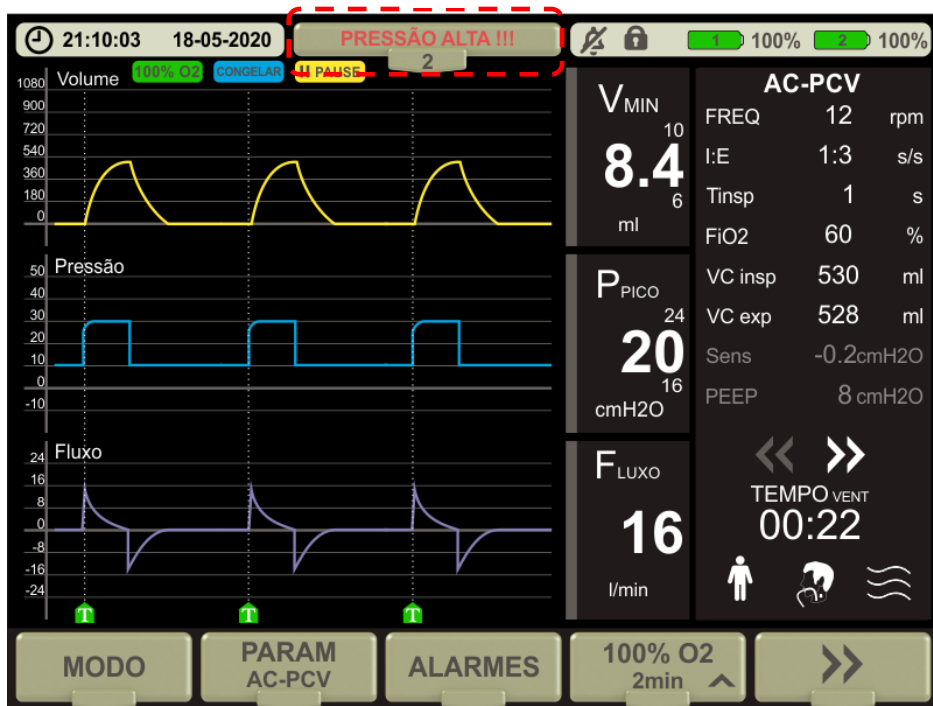 21:10:03 18-05-2020
PRESSÃO ALTA !!!
2
1 100% 2 100%
Volume 100% O2 CONGELAR II PAUSE
1080
900
720
540
360
180
0
Pressão
50
40
30
20
10
0
-10
Fluxo
24
16
8
0
-8
-16
-24
T T T
VMIN
10
8.4
6
ml
PPICO
24
20
16
cmH2O
FLUXO
16
l/min
AC-PCV
FREQ 12 rpm
I:E 1:3 s/s
Tinsp 1 s
FiO2 60 %
VC insp 530 ml
VC exp 528 ml
Sens -0.2cmH2O
PEEP 8 cmH2O
TEMPO VENT
00:22
MODO
PARAM
AC-PCV
ALARMES
100% O2
2min